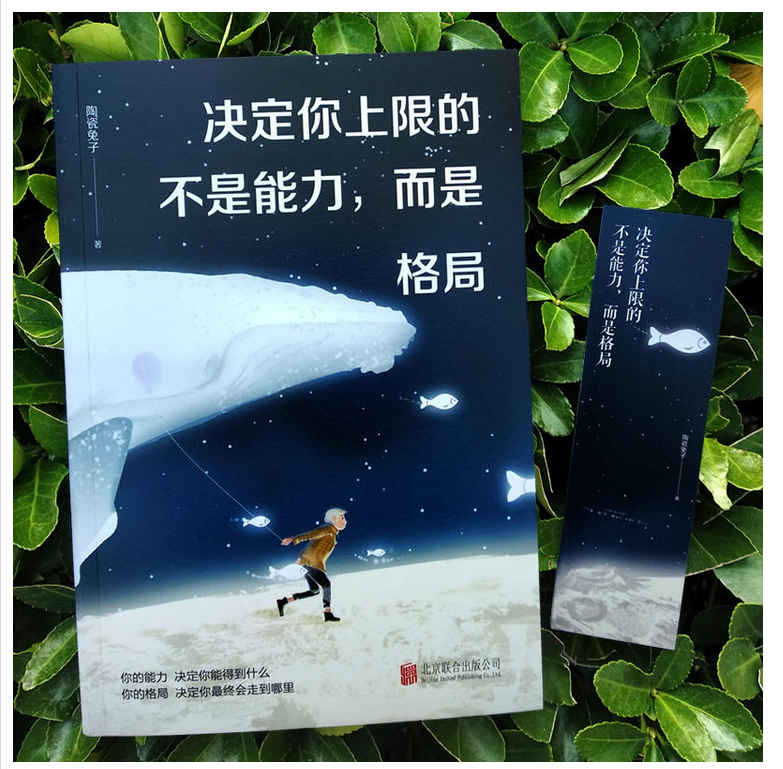 陶瓷兔子
著
决定你上限的
不是能力，而是
格局
你的能力 决定你能得到什么
你的格局 决定你最终会走到哪里
北京联合出版公司
Beijing United Publishing Co.,Ltd.
决定你上限的
不是能力，而是格局
陶瓷兔子
著